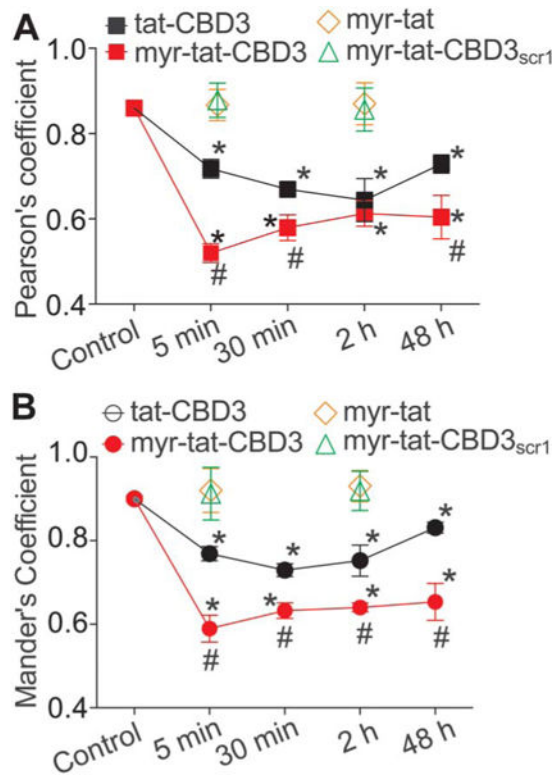 A
tat-CBD3
myr-tat
myr-tat-CBD3
myr-tat-CBD3scr1
Pearson's coefficient
1.0
0.8
0.6
0.4
*
*
*
*
*
*
*
*
#
#
#
Control
5 min
30 min
2 h
48 h
B
tat-CBD3
myr-tat
myr-tat-CBD3
myr-tat-CBD3scr1
Mander's Coefficient
1.0
0.8
0.6
0.4
*
*
*
*
*
*
*
*
#
#
#
#
Control
5 min
30 min
2 h
48 h